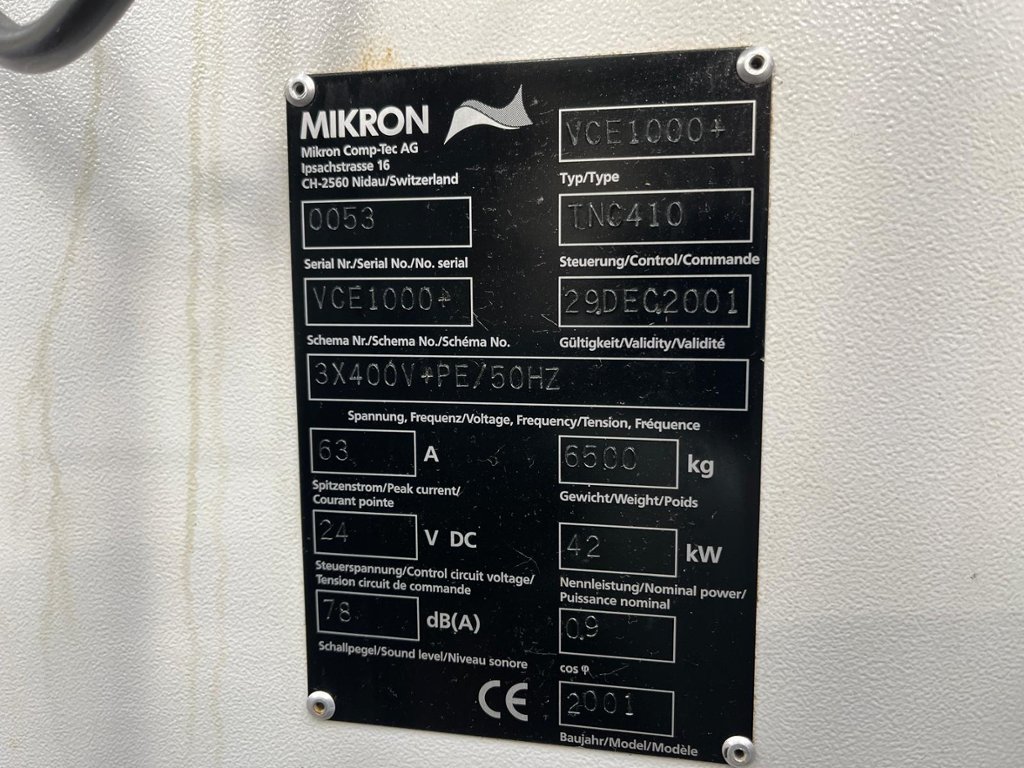 MIKRON
Mikron Comp-Tec AG
Ipsachstrasse 16
CH-2560 Nidau/Switzerland
VCE1000+
Typ/Type
0053
Serial Nr./Serial No./No. serial
TNC410
Steuerung/Control/Commande
VCE1000+
Schema Nr./Schema No./Schéma No.
29.DEC.2001
Gültigkeit/Validity/Validité
3X400V+PE/50HZ
Spannung, Frequenz/Voltage, Frequency/Tension, Fréquence
63 A
Spitzenstrom/Peak current/
Courant pointe
6500 kg
Gewicht/Weight/Poids
24 V DC
Steuerspannung/Control circuit voltage/
Tension circuit de commande
42 kW
Nennleistung/Nominal power/
Puissance nominal
78 dB(A)
Schallpegel/Sound level/Niveau sonore
0.9
cos φ
CE
2001
Baujahr/Model/Modèle